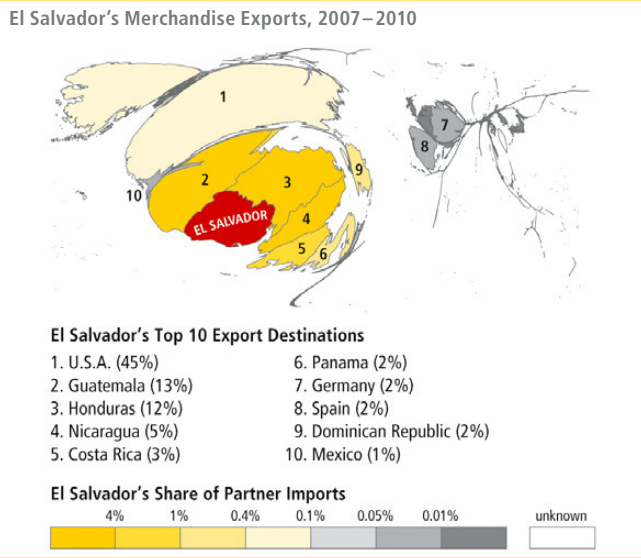 El Salvador's Merchandise Exports, 2007–2010
1
2
3
4
5
6
7
8
9
10
EL SALVADOR
El Salvador's Top 10 Export Destinations
1. U.S.A. (45%)
2. Guatemala (13%)
3. Honduras (12%)
4. Nicaragua (5%)
5. Costa Rica (3%)
6. Panama (2%)
7. Germany (2%)
8. Spain (2%)
9. Dominican Republic (2%)
10. Mexico (1%)
El Salvador's Share of Partner Imports
4% 1% 0.4% 0.1% 0.05% 0.01% unknown